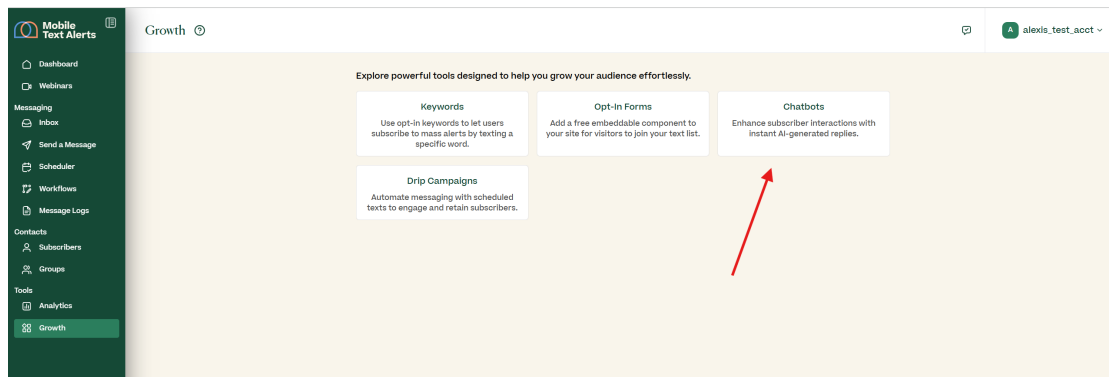 Mobile
Text Alerts
Growth
A alexis_test_acct
Dashboard
Webinars
Messaging
Inbox
Send a Message
Scheduler
Workflows
Message Logs
Contacts
Subscribers
Groups
Tools
Analytics
Growth
Explore powerful tools designed to help you grow your audience effortlessly.
Keywords
Use opt-in keywords to let users
subscribe to mass alerts by texting a
specific word.
Opt-In Forms
Add a free embeddable component to
your site for visitors to join your text list.
Chatbots
Enhance subscriber interactions with
instant AI-generated replies.
Drip Campaigns
Automate messaging with scheduled
texts to engage and retain subscribers.